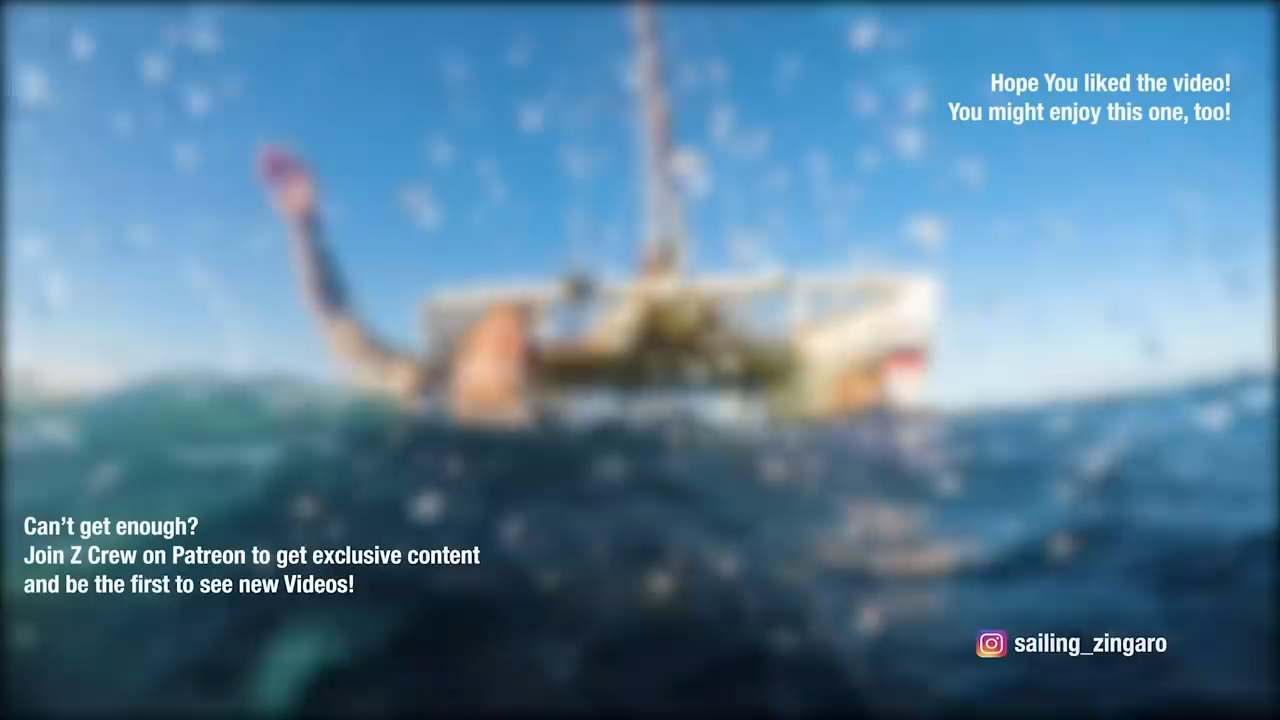 Hope You liked the video!
You might enjoy this one, too!
Can't get enough?
Join Z Crew on Patreon to get exclusive content
and be the first to see new Videos!
sailing_zingaro